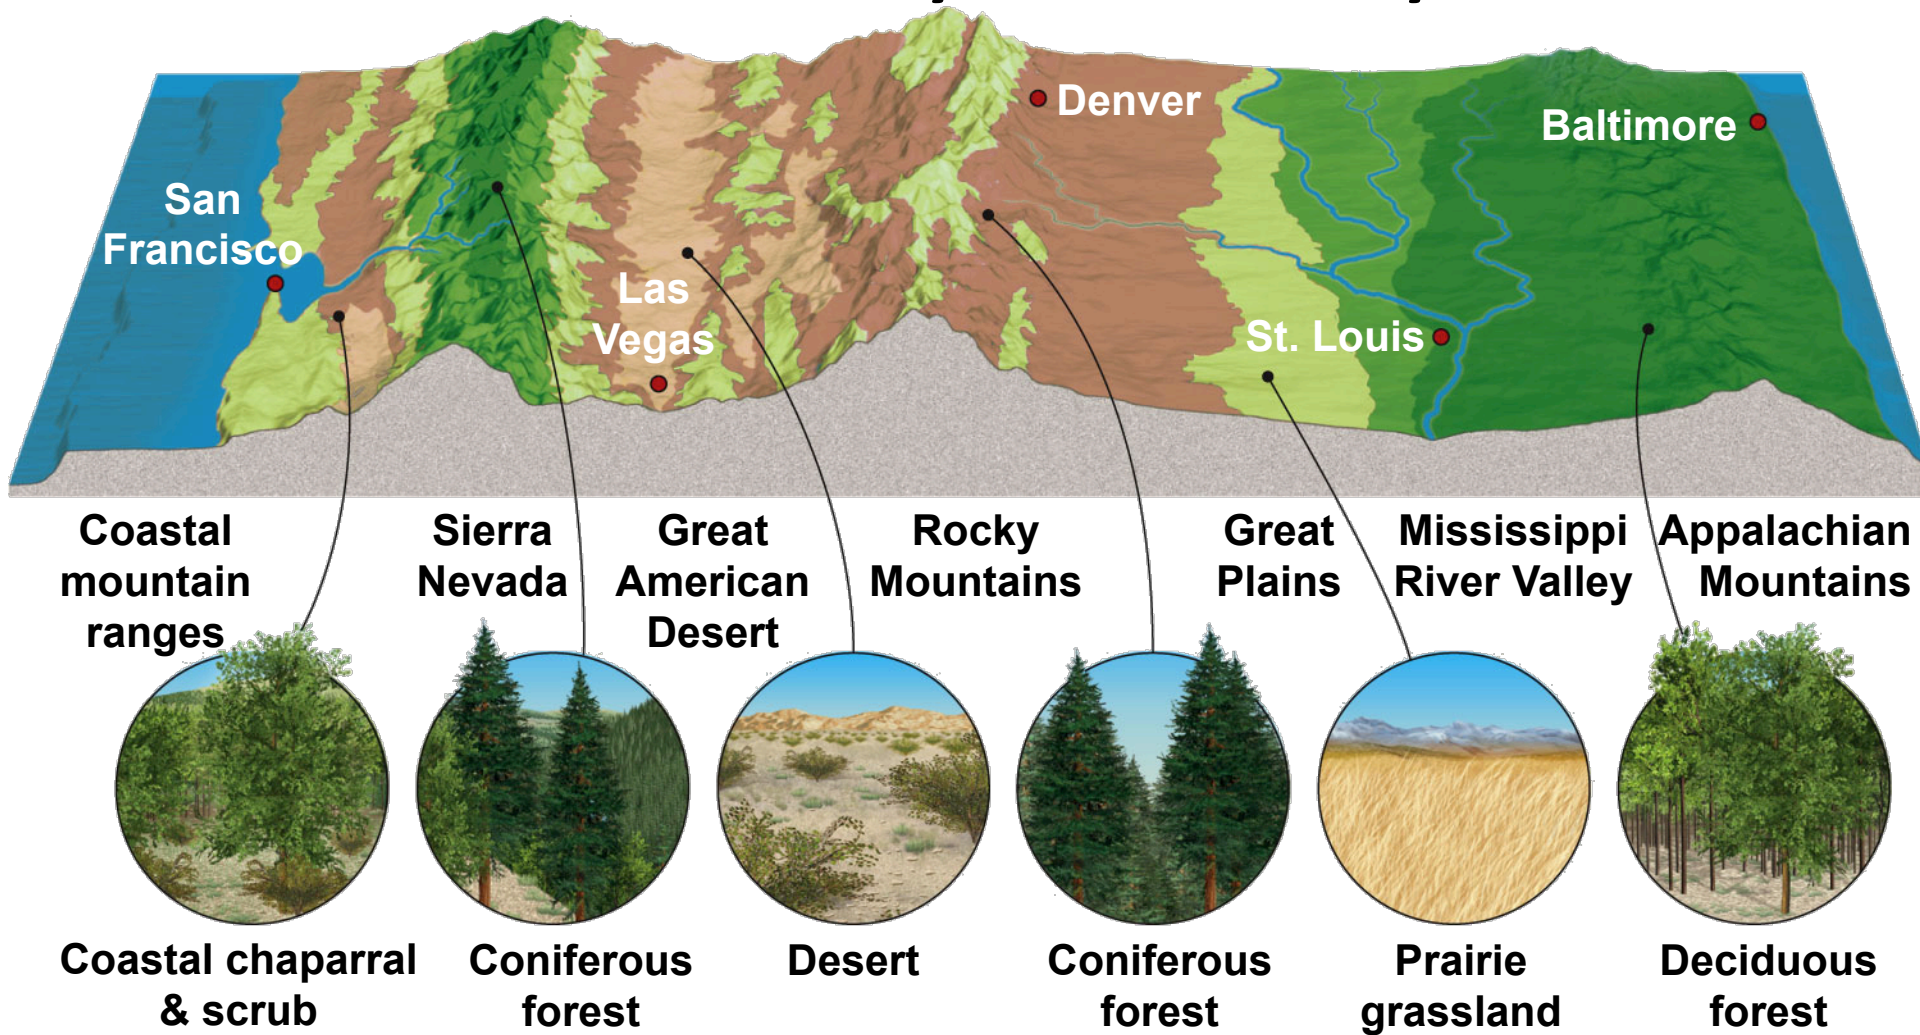 Denver
Baltimore
San
Francisco
Las
Vegas
St. Louis
Coastal
mountain
ranges
Sierra
Nevada
Great
American
Desert
Rocky
Mountains
Great
Plains
Mississippi
River Valley
Appalachian
Mountains
Coastal chaparral
& scrub
Coniferous
forest
Desert
Coniferous
forest
Prairie
grassland
Deciduous
forest